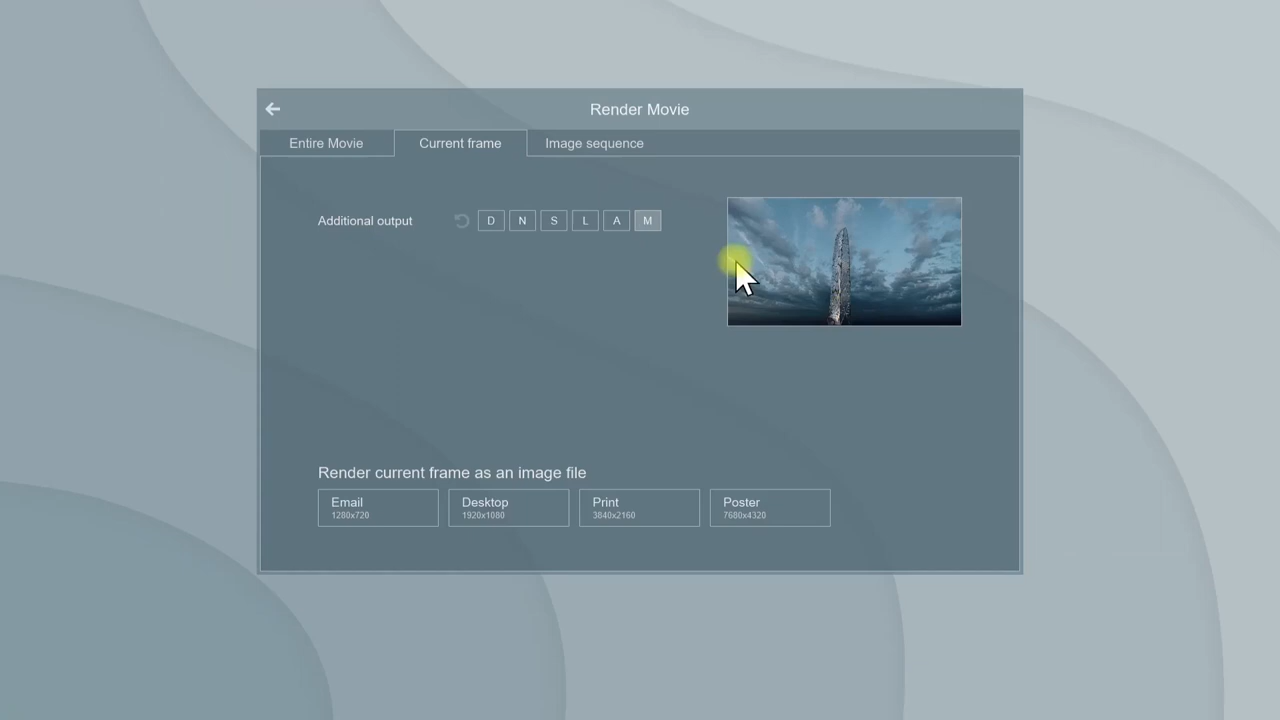 Render Movie
Entire Movie
Current frame
Image sequence
Additional output
D N S L A M
Render current frame as an image file
Email
1280x720
Desktop
1920x1080
Print
3840x2160
Poster
7680x4320